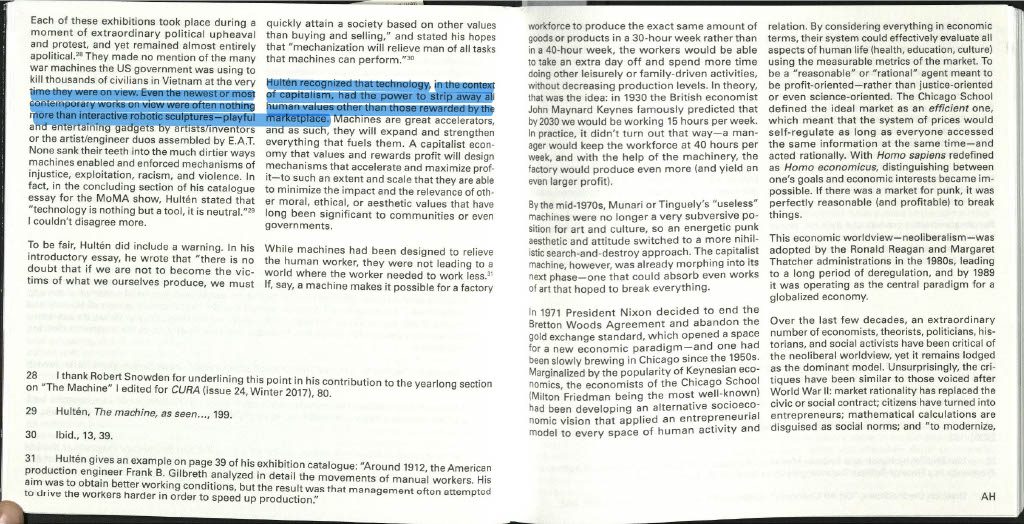 Each of these exhibitions took place during a
moment of extraordinary political upheaval
and protest, and yet remained almost entirely
apolitical.²⁸ They made no mention of the many
war machines the US government was using to
kill thousands of civilians in Vietnam at the very
time they were on view. Even the newest or most
contemporary works on view were often nothing
more than interactive robotic sculptures—playful
and entertaining gadgets by artists/inventors
or the artist/engineer duos assembled by E.A.T.
None sank their teeth into the much dirtier ways
machines enabled and enforced mechanisms of
injustice, exploitation, racism, and violence. In
fact, in the concluding section of his catalogue
essay for the MoMA show, Hultén stated that
"technology is nothing but a tool, it is neutral."²⁹
I couldn't disagree more.
To be fair, Hultén did include a warning. In his
introductory essay, he wrote that "there is no
doubt that if we are not to become the vic-
tims of what we ourselves produce, we must
quickly attain a society based on other values
than buying and selling," and stated his hopes
that "mechanization will relieve man of all tasks
that machines can perform."³⁰
Hultén recognized that technology, in the context
of capitalism, had the power to strip away all
human values other than those rewarded by the
marketplace. Machines are great accelerators,
and as such, they will expand and strengthen
everything that fuels them. A capitalist econ-
omy that values and rewards profit will design
mechanisms that accelerate and maximize prof-
it—to such an extent and scale that they are able
to minimize the impact and the relevance of oth-
er moral, ethical, or aesthetic values that have
long been significant to communities or even
governments.
While machines had been designed to relieve
the human worker, they were not leading to a
world where the worker needed to work less.³¹
If, say, a machine makes it possible for a factory
28 I thank Robert Snowden for underlining this point in his contribution to the yearlong section
on "The Machine" I edited for CURA (issue 24, Winter 2017), 80.
29 Hultén, The machine, as seen..., 199.
30 Ibid., 13, 39.
31 Hultén gives an example on page 39 of his exhibition catalogue: "Around 1912, the American
production engineer Frank B. Gilbreth analyzed in detail the movements of manual workers. His
aim was to obtain better working conditions, but the result was that management often attempted
to drive the workers harder in order to speed up production."
workforce to produce the exact same amount of
goods or products in a 30-hour week rather than
in a 40-hour week, the workers would be able
to take an extra day off and spend more time
doing other leisurely or family-driven activities,
without decreasing production levels. In theory,
that was the idea: in 1930 the British economist
John Maynard Keynes famously predicted that
by 2030 we would be working 15 hours per week.
In practice, it didn't turn out that way—a man-
ager would keep the workforce at 40 hours per
week, and with the help of the machinery, the
factory would produce even more (and yield an
even larger profit).
By the mid-1970s, Munari or Tinguely's "useless"
machines were no longer a very subversive po-
sition for art and culture, so an energetic punk
aesthetic and attitude switched to a more nihil-
istic search-and-destroy approach. The capitalist
machine, however, was already morphing into its
next phase—one that could absorb even works
of art that hoped to break everything.
In 1971 President Nixon decided to end the
Bretton Woods Agreement and abandon the
gold exchange standard, which opened a space
for a new economic paradigm—and one had
been slowly brewing in Chicago since the 1950s.
Marginalized by the popularity of Keynesian eco-
nomics, the economists of the Chicago School
(Milton Friedman being the most well-known)
had been developing an alternative socioeco-
nomic vision that applied an entrepreneurial
model to every space of human activity and
relation. By considering everything in economic
terms, their system could effectively evaluate all
aspects of human life (health, education, culture)
using the measurable metrics of the market. To
be a "reasonable" or "rational" agent meant to
be profit-oriented—rather than justice-oriented
or even science-oriented. The Chicago School
defined the ideal market as an efficient one,
which meant that the system of prices would
self-regulate as long as everyone accessed
the same information at the same time—and
acted rationally. With Homo sapiens redefined
as Homo economicus, distinguishing between
one's goals and economic interests became im-
possible. If there was a market for punk, it was
perfectly reasonable (and profitable) to break
things.
This economic worldview—neoliberalism—was
adopted by the Ronald Reagan and Margaret
Thatcher administrations in the 1980s, leading
to a long period of deregulation, and by 1989
it was operating as the central paradigm for a
globalized economy.
Over the last few decades, an extraordinary
number of economists, theorists, politicians, his-
torians, and social activists have been critical of
the neoliberal worldview, yet it remained lodged
as the dominant model. Unsurprisingly, the cri-
tiques have been similar to those voiced after
World War II: market rationality has replaced the
civic or social contract; citizens have turned into
entrepreneurs; mathematical calculations are
disguised as social norms; and "to modernize,
AH